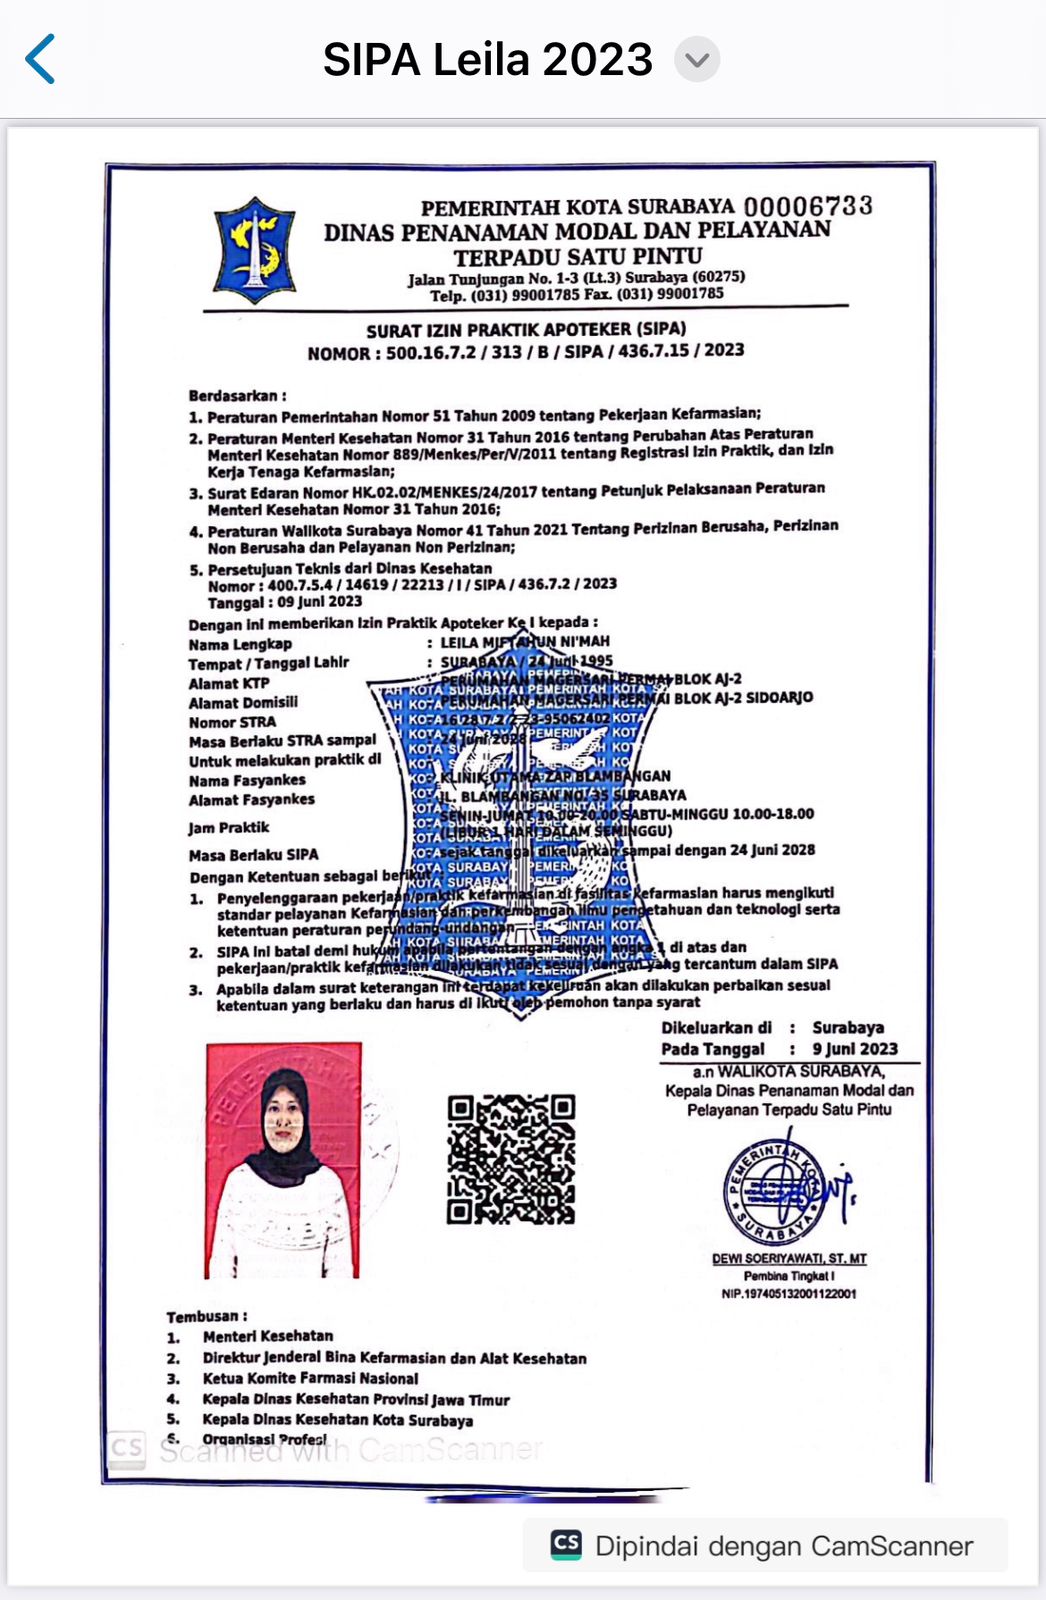 SIPA Leila 2023
PEMERINTAH KOTA SURABAYA 00006733
DINAS PENANAMAN MODAL DAN PELAYANAN
TERPADU SATU PINTU
Jalan Tunjungan No. 1-3 (Lt.3) Surabaya (60275)
Telp. (031) 99001785 Fax. (031) 99001785
SURAT IZIN PRAKTIK APOTEKER (SIPA)
NOMOR : 500.16.7.2 / 313 / B / SIPA / 436.7.15 / 2023
Berdasarkan :
1. Peraturan Pemerintahan Nomor 51 Tahun 2009 tentang Pekerjaan Kefarmasian;
2. Peraturan Menteri Kesehatan Nomor 31 Tahun 2016 tentang Perubahan Atas Peraturan
Menteri Kesehatan Nomor 889/Menkes/Per/V/2011 tentang Registrasi Izin Praktik, dan Izin
Kerja Tenaga Kefarmasian;
3. Surat Edaran Nomor HK.02.02/MENKES/24/2017 tentang Petunjuk Pelaksanaan Peraturan
Menteri Kesehatan Nomor 31 Tahun 2016;
4. Peraturan Walikota Surabaya Nomor 41 Tahun 2021 Tentang Perizinan Berusaha, Perizinan
Non Berusaha dan Pelayanan Non Perizinan;
5. Persetujuan Teknis dari Dinas Kesehatan
Nomor : 400.7.5.4 / 14619 / 22213 / I / SIPA / 436.7.2 / 2023
Tanggal : 09 Juni 2023
Dengan ini memberikan Izin Praktik Apoteker Ke I kepada :
Nama Lengkap : LEILA MIFTAHUN NI'MAH
Tempat / Tanggal Lahir : SURABAYA / 24 Juni 1995
Alamat KTP : PERUMAHAN MAGERSARI PERMAI BLOK AJ-2
Alamat Domisili : PERUMAHAN MAGERSARI PERMAI BLOK AJ-2 SIDOARJO
Nomor STRA :
Masa Berlaku STRA sampai : 24 Juni 2028
Untuk melakukan praktik di
Nama Fasyankes : KLINIK UTAMA ZAP BLAMBANGAN
Alamat Fasyankes : JL. BLAMBANGAN NO. 35 SURABAYA
Jam Praktik : SENIN-JUMAT 10.00-20.00 SABTU-MINGGU 10.00-18.00
(LIBUR 1 HARI DALAM SEMINGGU)
Masa Berlaku SIPA : sejak tanggal dikeluarkan sampai dengan 24 Juni 2028
Dengan Ketentuan sebagai berikut :
1. Penyelenggaraan pekerjaan/praktik kefarmasian di fasilitas kefarmasian harus mengikuti
standar pelayanan Kefarmasian dan perkembangan ilmu pengetahuan dan teknologi serta
ketentuan peraturan perundang-undangan
2. SIPA ini batal demi hukum apabila bertentangan dengan angka 1 di atas dan
pekerjaan/praktik kefarmasian dilakukan tidak sesuai dengan yang tercantum dalam SIPA
3. Apabila dalam surat keterangan ini terdapat kekeliruan akan dilakukan perbaikan sesuai
ketentuan yang berlaku dan harus di ikuti oleh pemohon tanpa syarat
Dikeluarkan di : Surabaya
Pada Tanggal : 9 Juni 2023
a.n WALIKOTA SURABAYA,
Kepala Dinas Penanaman Modal dan
Pelayanan Terpadu Satu Pintu
PEMERINTAH KOTA
SURABAYA
DEWI SOERIYAWATI, ST. MT
Pembina Tingkat I
NIP.197405132001122001
Tembusan :
1. Menteri Kesehatan
2. Direktur Jenderal Bina Kefarmasian dan Alat Kesehatan
3. Ketua Komite Farmasi Nasional
4. Kepala Dinas Kesehatan Provinsi Jawa Timur
5. Kepala Dinas Kesehatan Kota Surabaya
6. Organisasi Profesi
CS Scanned with CamScanner
CS Dipindai dengan CamScanner